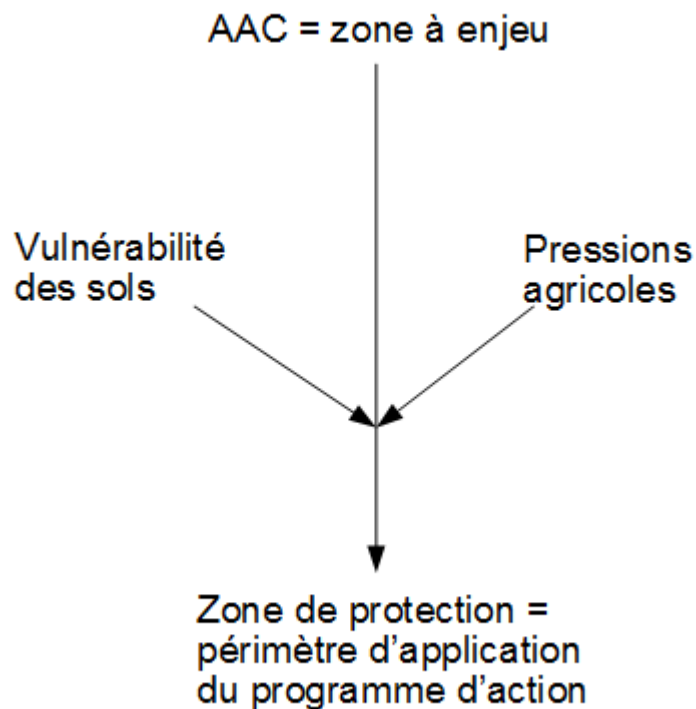 AAC = zone à enjeu
Vulnérabilité
des sols
Pressions
agricoles
Zone de protection =
périmètre d'application
du programme d'action